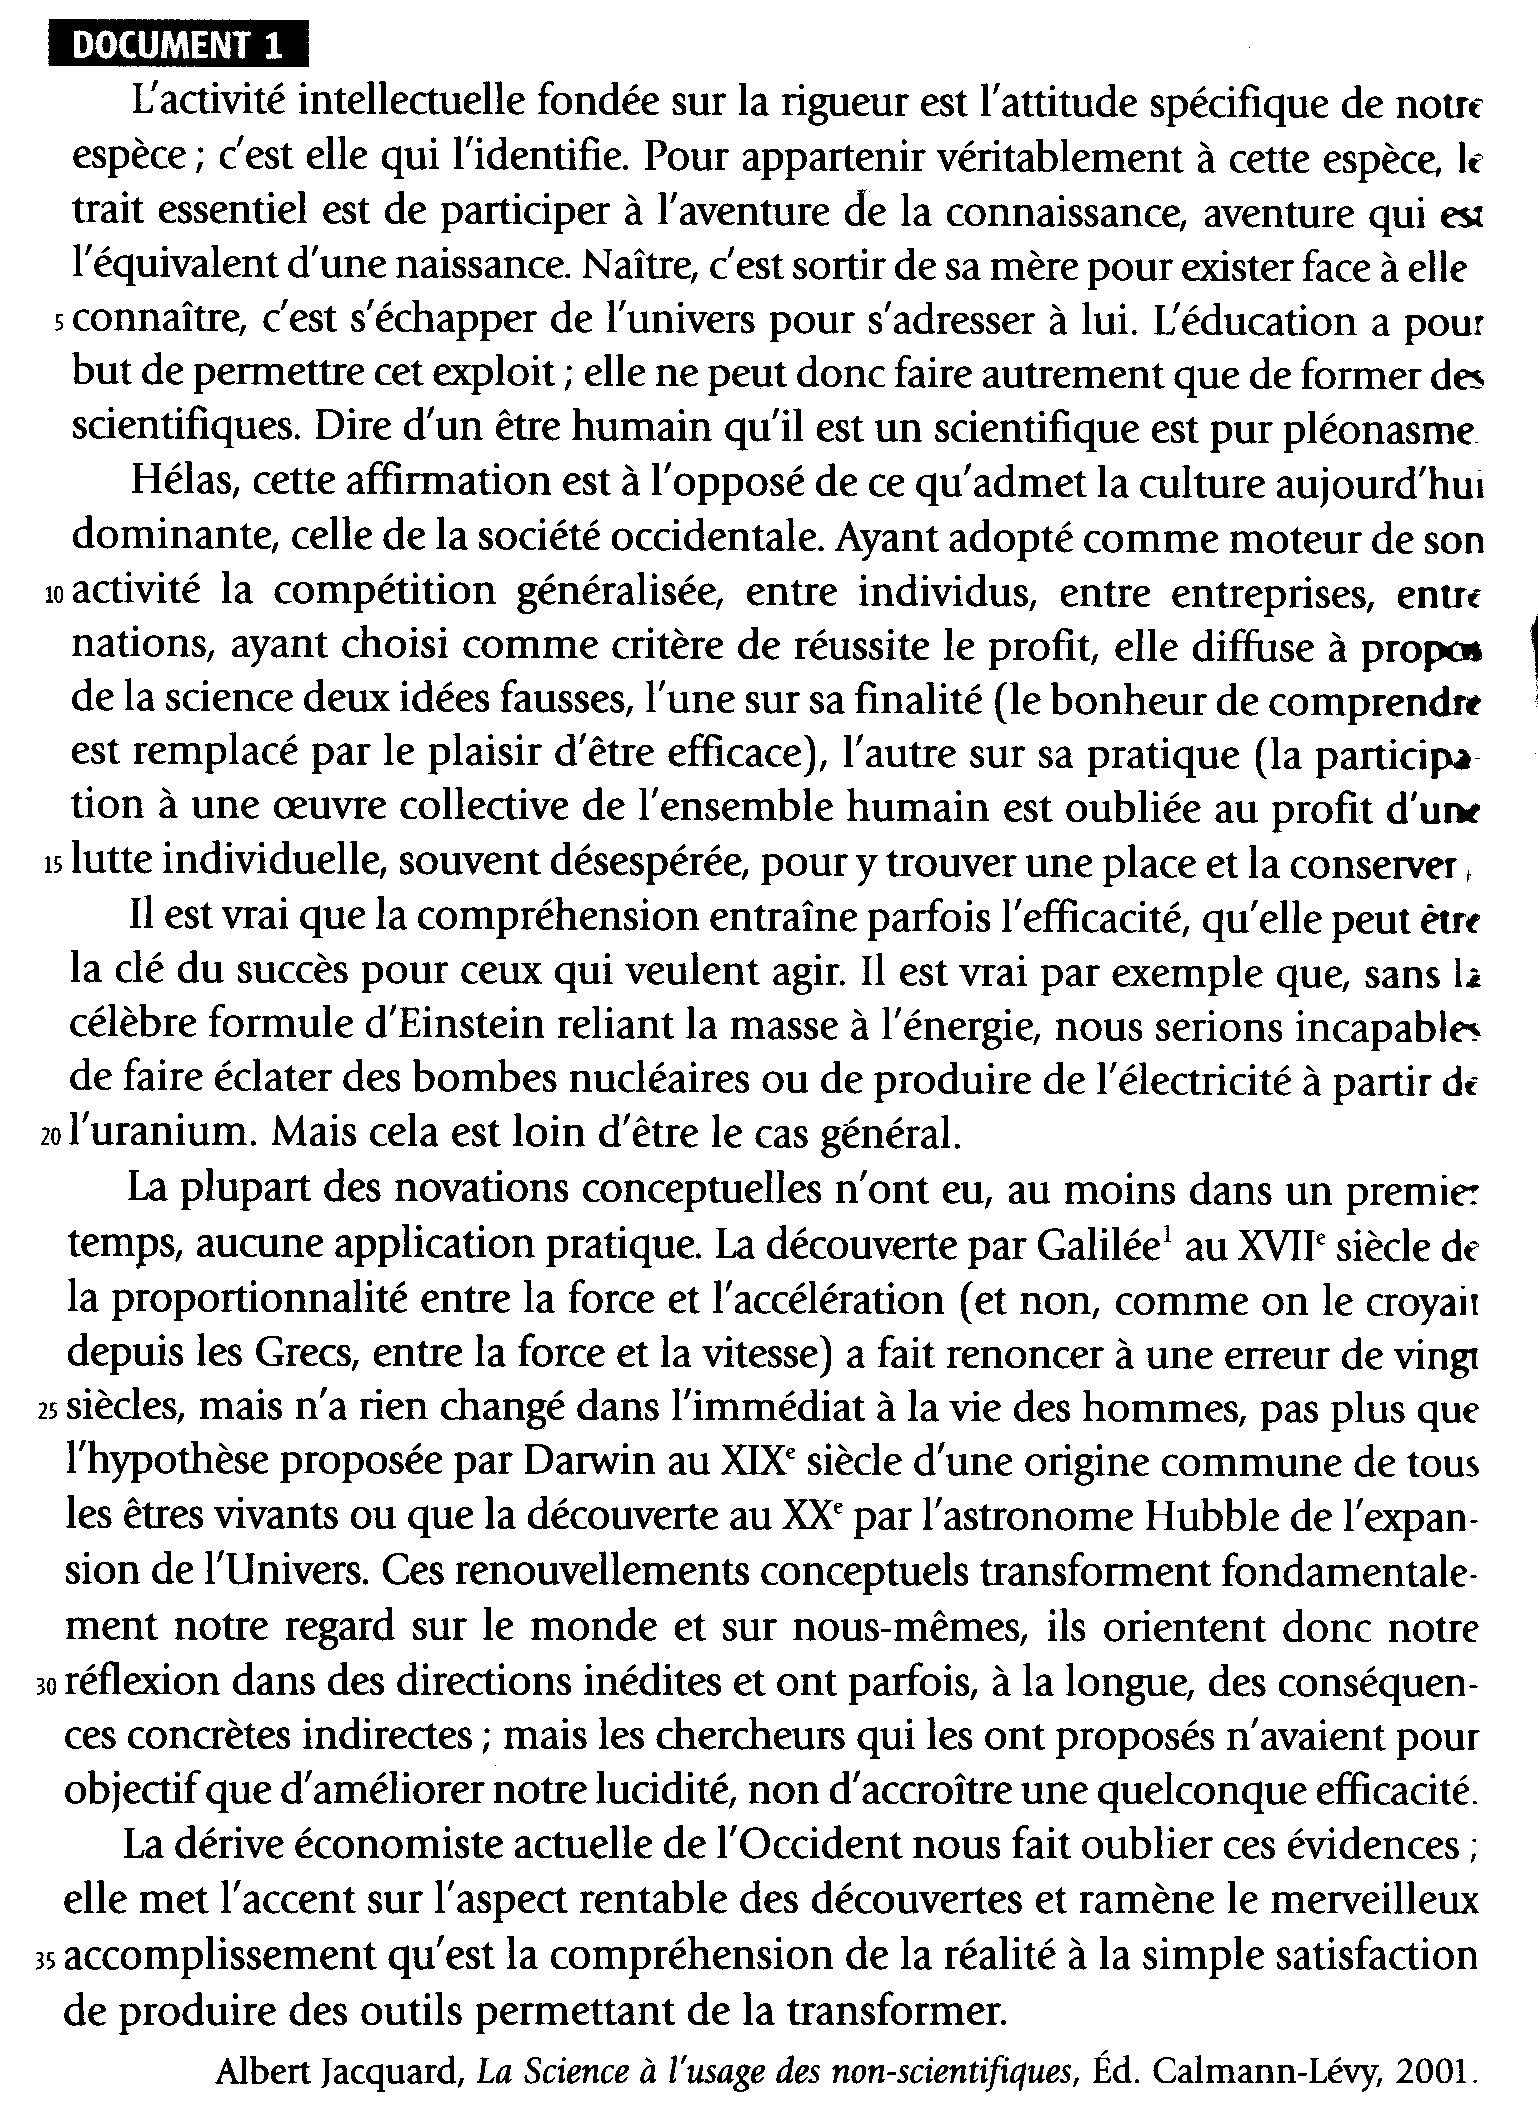 DOCUMENT 1
L'activité intellectuelle fondée sur la rigueur est l'attitude spécifique de notre
espèce ; c'est elle qui l'identifie. Pour appartenir véritablement à cette espèce, le
trait essentiel est de participer à l'aventure de la connaissance, aventure qui est
l'équivalent d'une naissance. Naître, c'est sortir de sa mère pour exister face à elle
5 connaître, c'est s'échapper de l'univers pour s'adresser à lui. L'éducation a pour
but de permettre cet exploit ; elle ne peut donc faire autrement que de former des
scientifiques. Dire d'un être humain qu'il est un scientifique est pur pléonasme.
Hélas, cette affirmation est à l'opposé de ce qu'admet la culture aujourd'hui
dominante, celle de la société occidentale. Ayant adopté comme moteur de son
10 activité la compétition généralisée, entre individus, entre entreprises, entre
nations, ayant choisi comme critère de réussite le profit, elle diffuse à propos
de la science deux idées fausses, l'une sur sa finalité (le bonheur de comprendre
est remplacé par le plaisir d'être efficace), l'autre sur sa pratique (la participa-
tion à une œuvre collective de l'ensemble humain est oubliée au profit d'une
15 lutte individuelle, souvent désespérée, pour y trouver une place et la conserver,
Il est vrai que la compréhension entraîne parfois l'efficacité, qu'elle peut être
la clé du succès pour ceux qui veulent agir. Il est vrai par exemple que, sans la
célèbre formule d'Einstein reliant la masse à l'énergie, nous serions incapables
de faire éclater des bombes nucléaires ou de produire de l'électricité à partir de
20 l'uranium. Mais cela est loin d'être le cas général.
La plupart des novations conceptuelles n'ont eu, au moins dans un premier
temps, aucune application pratique. La découverte par Galilée¹ au XVIIᵉ siècle de
la proportionnalité entre la force et l'accélération (et non, comme on le croyait
depuis les Grecs, entre la force et la vitesse) a fait renoncer à une erreur de vingt
25 siècles, mais n'a rien changé dans l'immédiat à la vie des hommes, pas plus que
l'hypothèse proposée par Darwin au XIXᵉ siècle d'une origine commune de tous
les êtres vivants ou que la découverte au XXᵉ par l'astronome Hubble de l'expan-
sion de l'Univers. Ces renouvellements conceptuels transforment fondamentale-
ment notre regard sur le monde et sur nous-mêmes, ils orientent donc notre
30 réflexion dans des directions inédites et ont parfois, à la longue, des conséquen-
ces concrètes indirectes ; mais les chercheurs qui les ont proposés n'avaient pour
objectif que d'améliorer notre lucidité, non d'accroître une quelconque efficacité.
La dérive économiste actuelle de l'Occident nous fait oublier ces évidences ;
elle met l'accent sur l'aspect rentable des découvertes et ramène le merveilleux
35 accomplissement qu'est la compréhension de la réalité à la simple satisfaction
de produire des outils permettant de la transformer.
Albert Jacquard, La Science à l'usage des non-scientifiques, Éd. Calmann-Lévy, 2001.